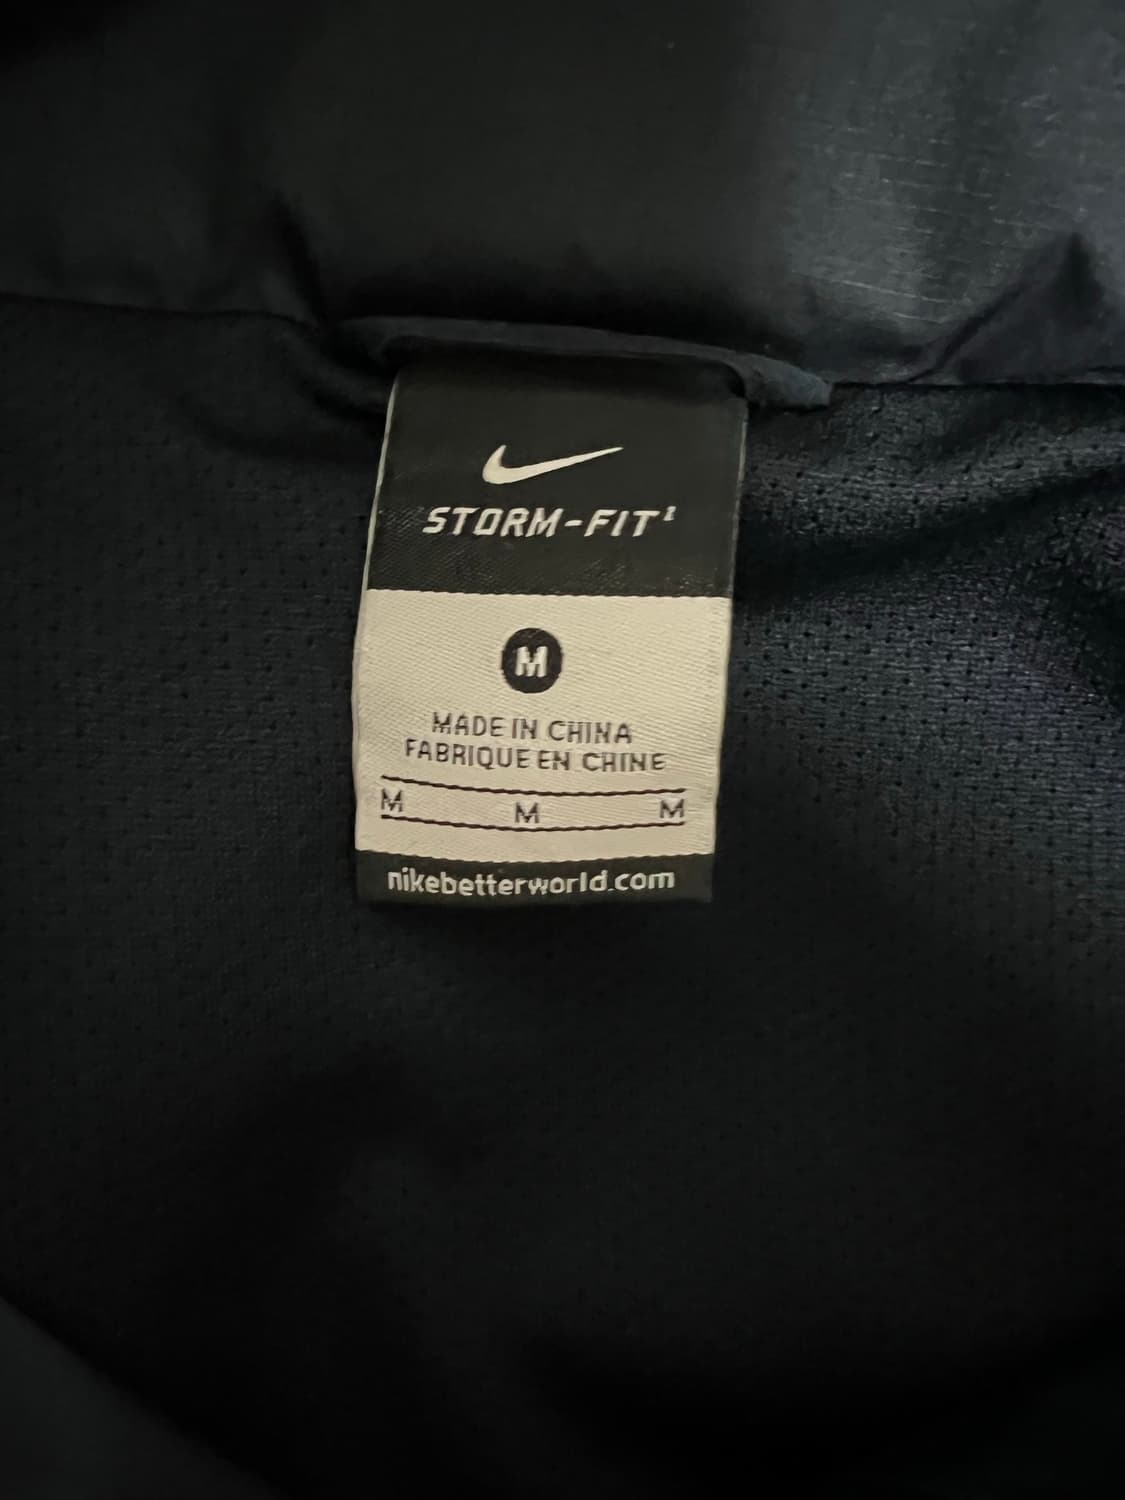 STORM-FIT¹
M
MADE IN CHINA
FABRIQUE EN CHINE
M M M
nikebetterworld.com